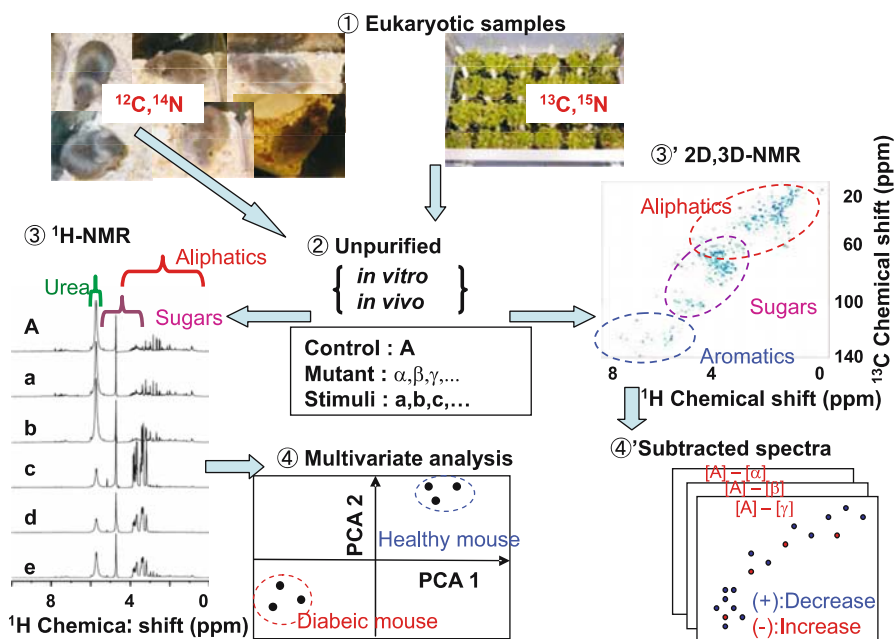 ① Eukaryotic samples
¹²C,¹⁴N
¹³C,¹⁵N
③' 2D,3D-NMR
Aliphatics
Sugars
Aromatics
20
60
100
140
¹³C Chemical shift (ppm)
8 4 0
¹H Chemical shift (ppm)
② Unpurified
in vitro
in vivo
Control : A
Mutant : α,β,γ,...
Stimuli : a,b,c,...
③ ¹H-NMR
Aliphatics
Urea
Sugars
A
a
b
c
d
e
8 4 0
¹H Chemical shift (ppm)
④ Multivariate analysis
PCA 2
Healthy mouse
PCA 1
Diabeic mouse
④'Subtracted spectra
[A] – [α]
[A] – [β]
[A] – [γ]
(+):Decrease
(-):Increase